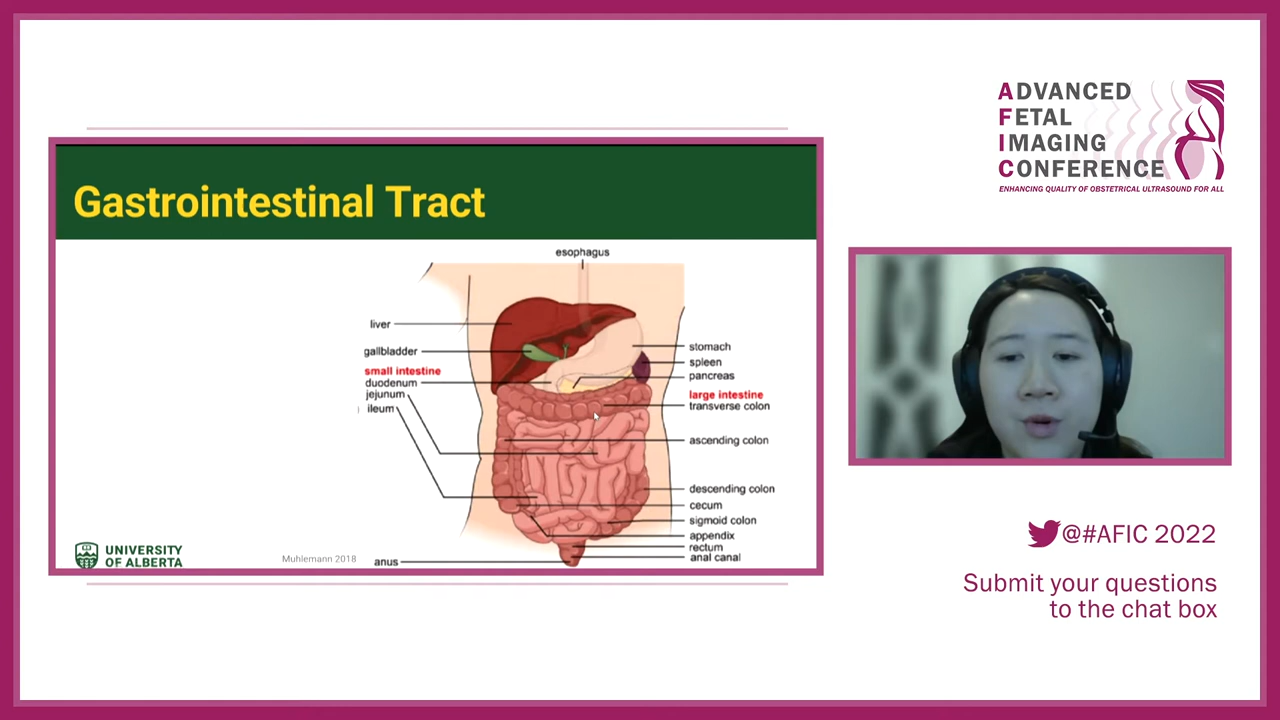 Gastrointestinal Tract
esophagus
liver
gallbladder
small intestine
duodenum
jejunum
ileum
stomach
spleen
pancreas
large intestine
transverse colon
ascending colon
descending colon
cecum
sigmoid colon
appendix
rectum
anal canal
anus
Muhlemann 2018
UNIVERSITY
OF ALBERTA
ADVANCED
FETAL
IMAGING
CONFERENCE
ENHANCING QUALITY OF OBSTETRICAL ULTRASOUND FOR ALL
@#AFIC 2022
Submit your questions
to the chat box